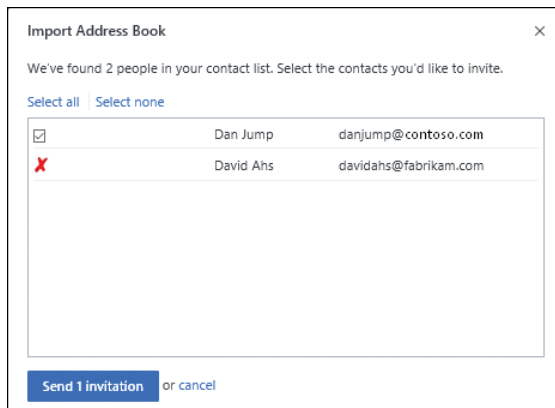 Import Address Book
We've found 2 people in your contact list. Select the contacts you'd like to invite.
Select all Select none
Dan Jump danjump@contoso.com
David Ahs davidahs@fabrikam.com
Send 1 invitation or cancel